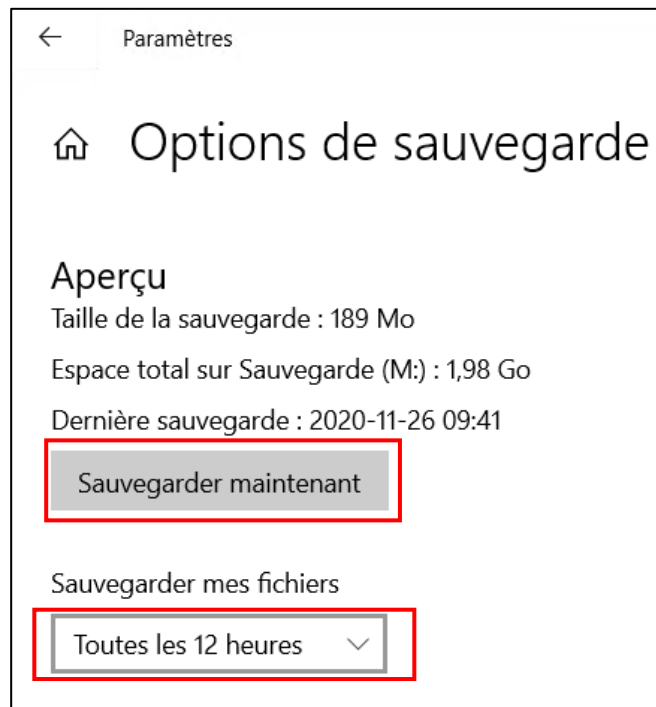 Paramètres
Options de sauvegarde
Aperçu
Taille de la sauvegarde : 189 Mo
Espace total sur Sauvegarde (M:) : 1,98 Go
Dernière sauvegarde : 2020-11-26 09:41
Sauvegarder maintenant
Sauvegarder mes fichiers
Toutes les 12 heures